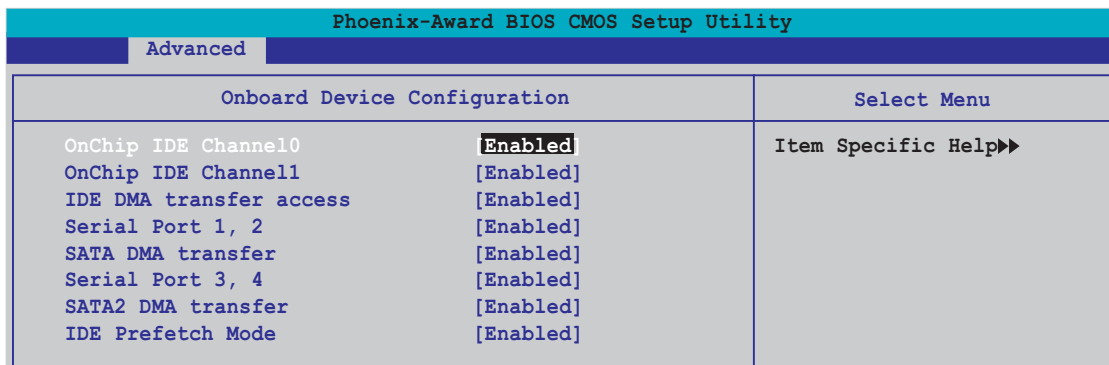 Phoenix-Award BIOS CMOS Setup Utility
Advanced
Onboard Device Configuration
Select Menu
OnChip IDE Channel0 [Enabled]
Item Specific Help▶▶
OnChip IDE Channel1 [Enabled]
IDE DMA transfer access [Enabled]
Serial Port 1, 2 [Enabled]
SATA DMA transfer [Enabled]
Serial Port 3, 4 [Enabled]
SATA2 DMA transfer [Enabled]
IDE Prefetch Mode [Enabled]